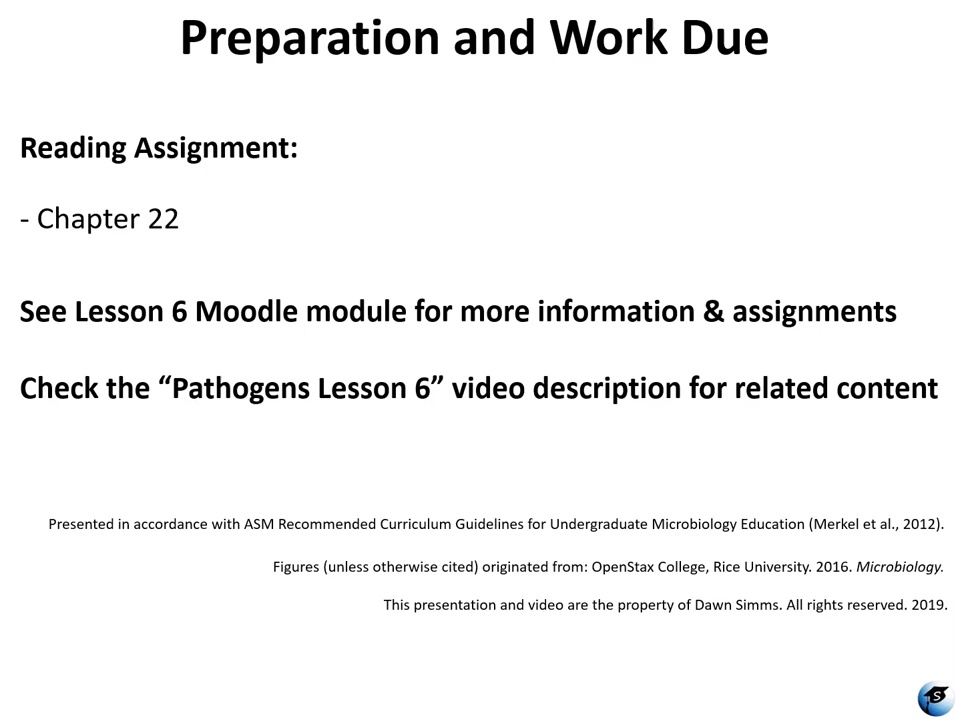 Preparation and Work Due
Reading Assignment:
- Chapter 22
See Lesson 6 Moodle module for more information & assignments
Check the “Pathogens Lesson 6” video description for related content
Presented in accordance with ASM Recommended Curriculum Guidelines for Undergraduate Microbiology Education (Merkel et al., 2012).
Figures (unless otherwise cited) originated from: OpenStax College, Rice University. 2016. Microbiology.
This presentation and video are the property of Dawn Simms. All rights reserved. 2019.
S